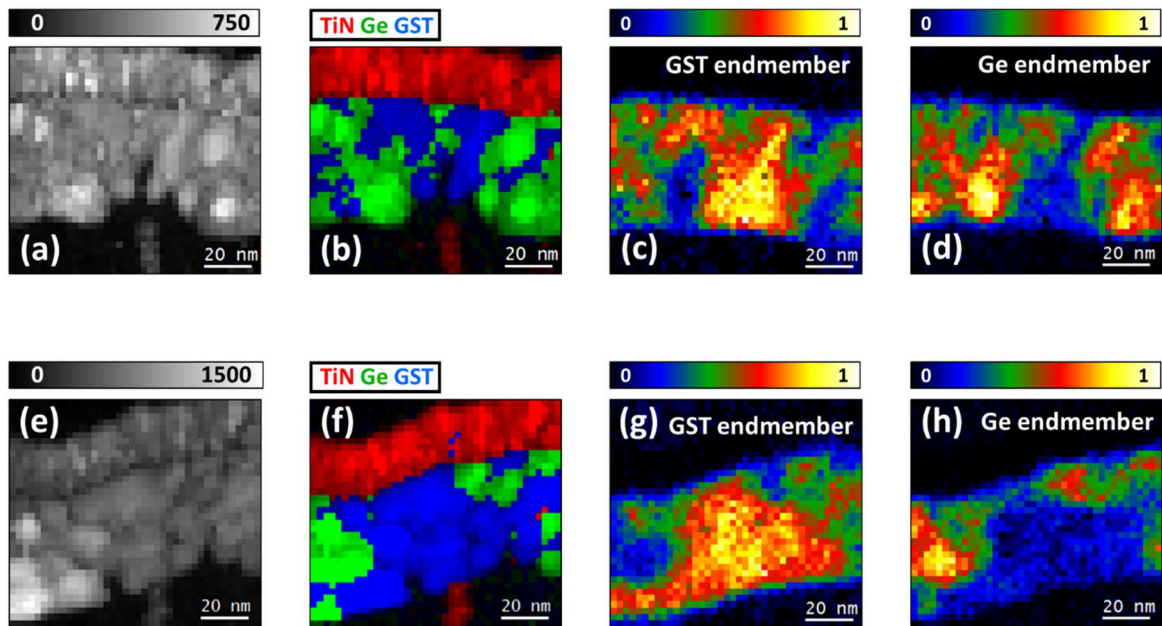 0 750
TiN Ge GST
0 1
0 1
(a)
20 nm
(b)
20 nm
GST endmember
(c)
20 nm
Ge endmember
(d)
20 nm
0 1500
TiN Ge GST
0 1
0 1
(e)
20 nm
(f)
20 nm
(g)
GST endmember
20 nm
(h)
Ge endmember
20 nm